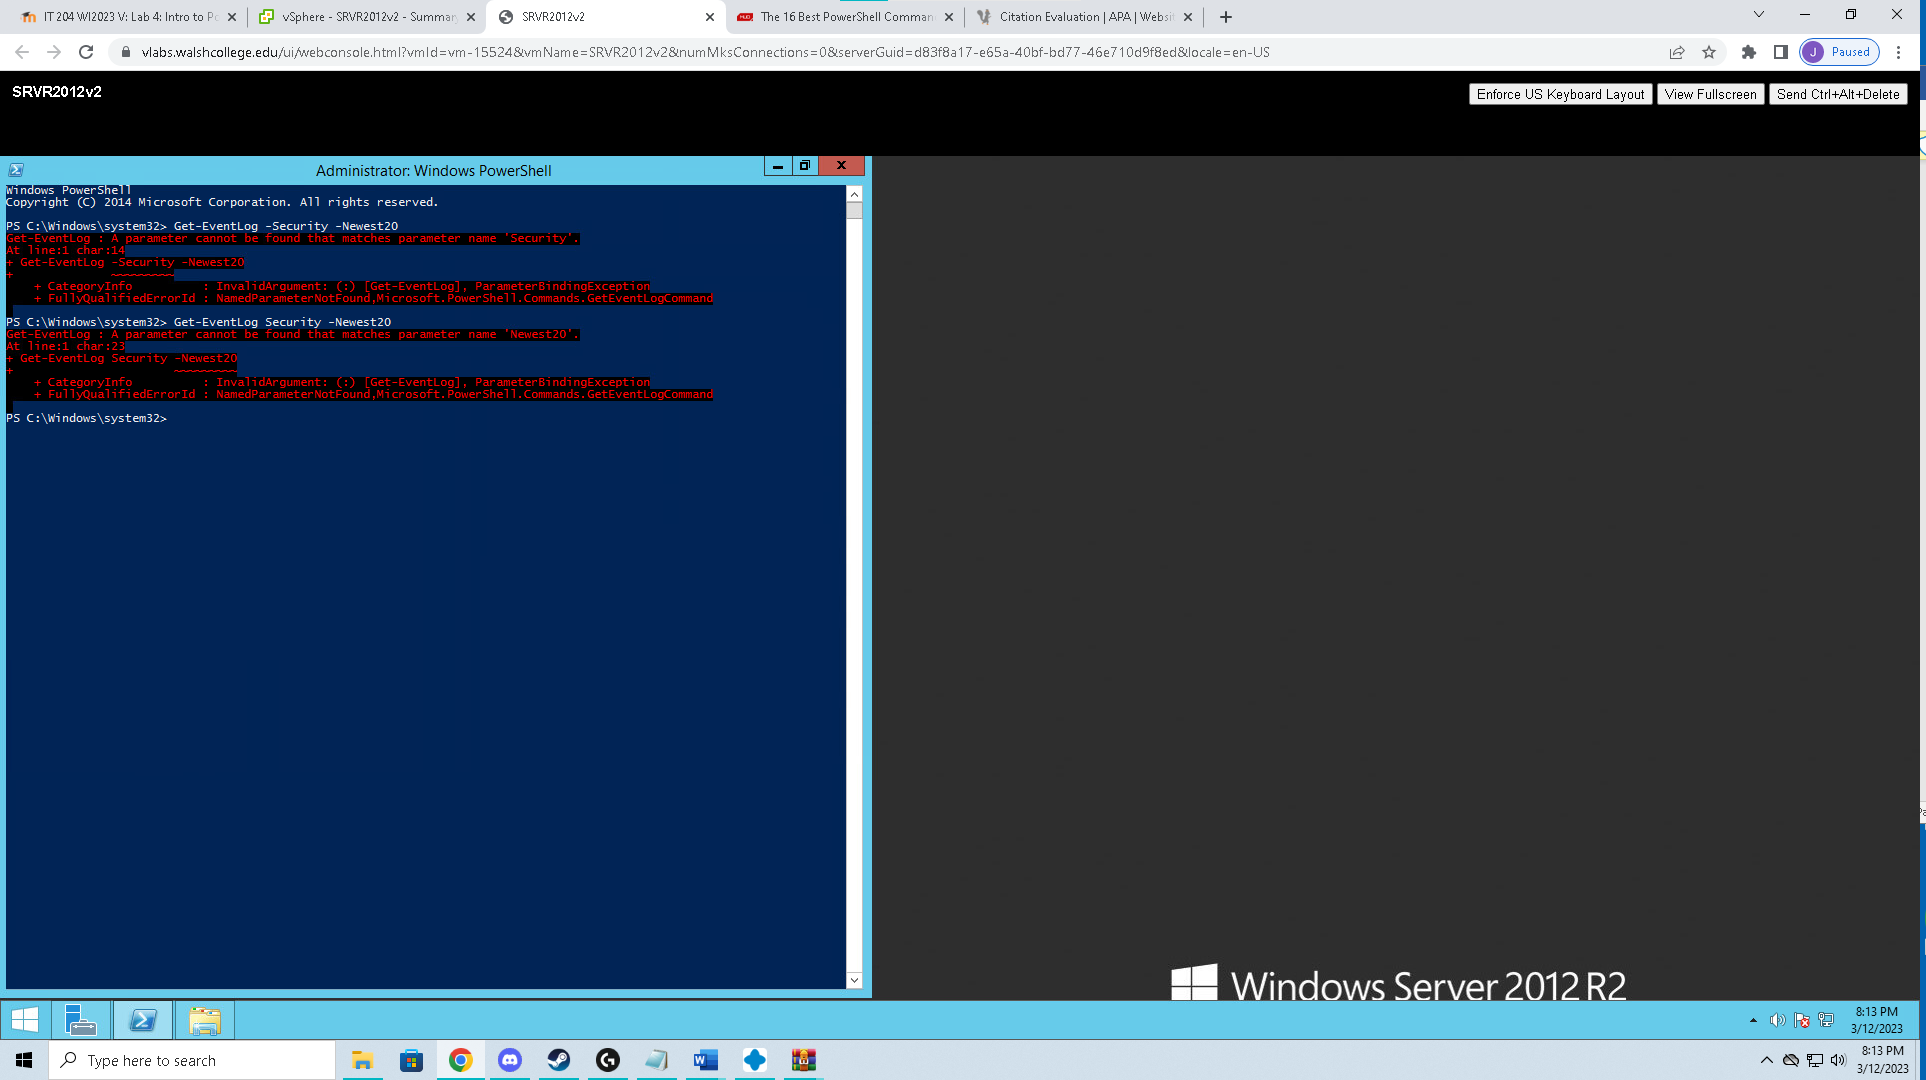 IT 204 WI2023 V: Lab 4: Intro to Po
vSphere - SRVR2012v2 - Summary
SRVR2012v2
The 16 Best PowerShell Comman
Citation Evaluation | APA | Websit
vlabs.walshcollege.edu/ui/webconsole.html?vmId=vm-15524&vmName=SRVR2012v2&numMksConnections=0&serverGuid=d83f8a17-e65a-40bf-bd77-46e710d9f8ed&locale=en-US
J Paused
SRVR2012v2
Enforce US Keyboard Layout
View Fullscreen
Send Ctrl+Alt+Delete
Administrator: Windows PowerShell
Windows PowerShell
Copyright (C) 2014 Microsoft Corporation. All rights reserved.
PS C:\Windows\system32> Get-EventLog -Security -Newest20
Get-EventLog : A parameter cannot be found that matches parameter name 'Security'.
At line:1 char:14
+ Get-EventLog -Security -Newest20
+ ~~~~~~~~~
+ CategoryInfo : InvalidArgument: (:) [Get-EventLog], ParameterBindingException
+ FullyQualifiedErrorId : NamedParameterNotFound,Microsoft.PowerShell.Commands.GetEventLogCommand
PS C:\Windows\system32> Get-EventLog Security -Newest20
Get-EventLog : A parameter cannot be found that matches parameter name 'Newest20'.
At line:1 char:23
+ Get-EventLog Security -Newest20
+ ~~~~~~~~~
+ CategoryInfo : InvalidArgument: (:) [Get-EventLog], ParameterBindingException
+ FullyQualifiedErrorId : NamedParameterNotFound,Microsoft.PowerShell.Commands.GetEventLogCommand
PS C:\Windows\system32>
Windows Server 2012 R2
8:13 PM
3/12/2023
Type here to search
8:13 PM
3/12/2023